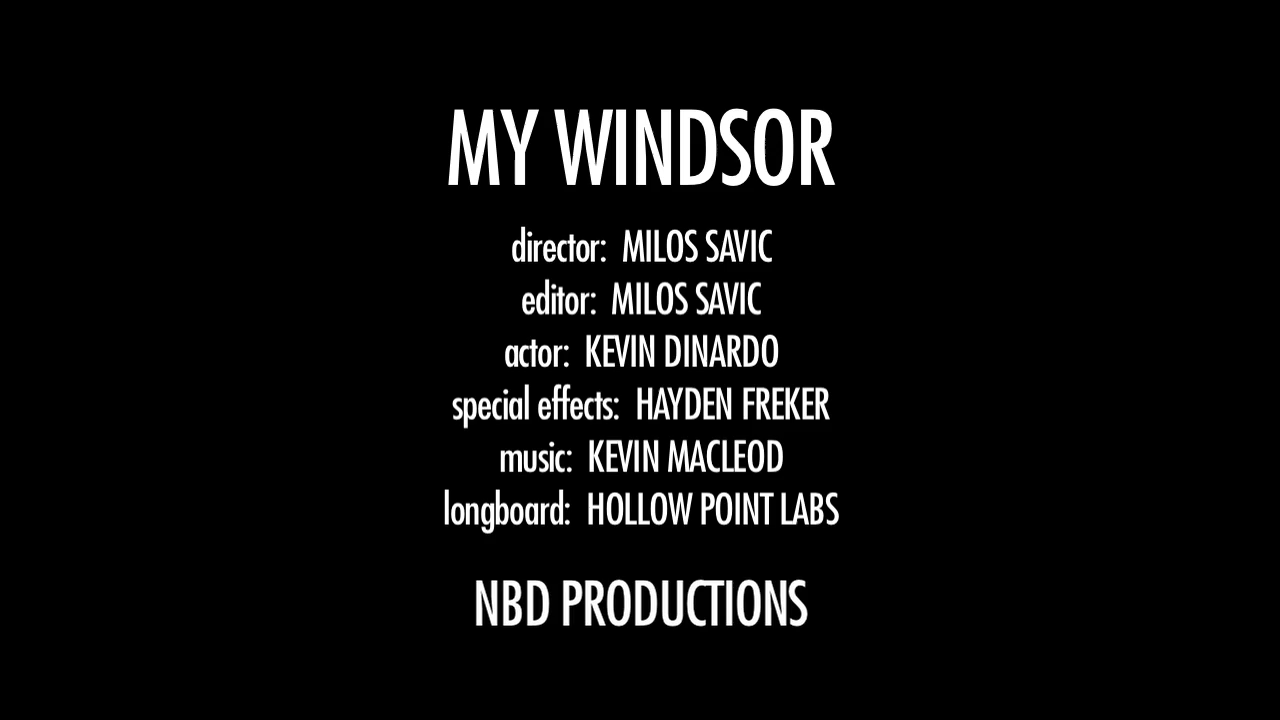 MY WINDSOR
director: MILOS SAVIC
editor: MILOS SAVIC
actor: KEVIN DINARDO
special effects: HAYDEN FREKER
music: KEVIN MACLEOD
longboard: HOLLOW POINT LABS
NBD PRODUCTIONS